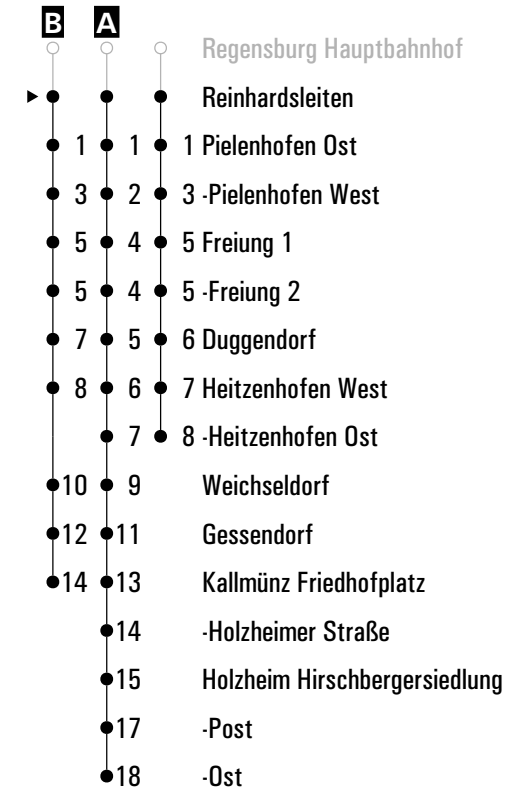 B A
Regensburg Hauptbahnhof
Reinhardsleiten
1 1 1 Pielenhofen Ost
3 2 3 -Pielenhofen West
5 4 5 Freiung 1
5 4 5 -Freiung 2
7 5 6 Duggendorf
8 6 7 Heitzenhofen West
7 8 -Heitzenhofen Ost
10 9 Weichseldorf
12 11 Gessendorf
14 13 Kallmünz Friedhofplatz
14 -Holzheimer Straße
15 Holzheim Hirschbergersiedlung
17 -Post
18 -Ost